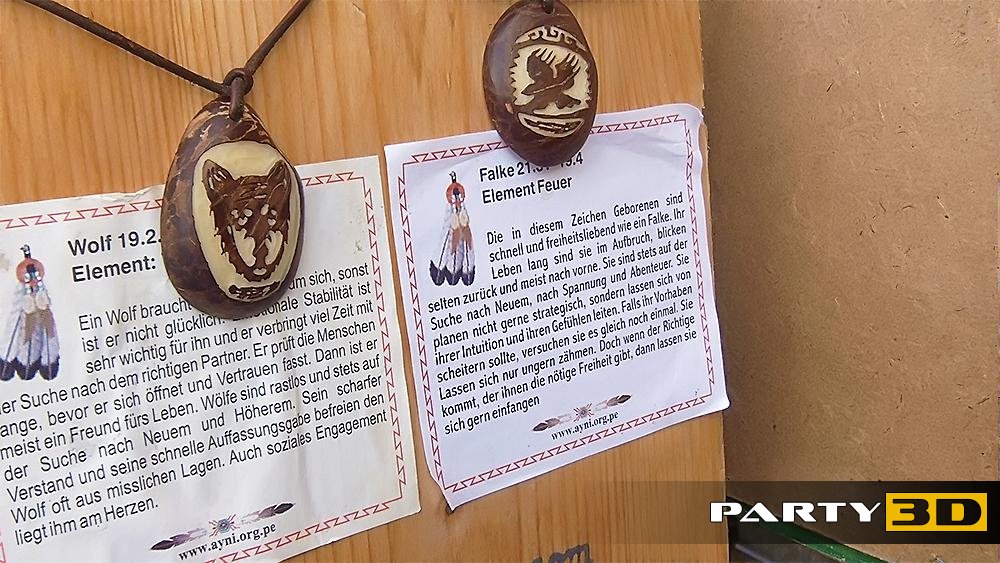 Wolf 19.2.
Element:
Ein Wolf braucht um sich, sonst
ist er nicht glücklich. Stabilität ist
sehr wichtig für ihn und er verbringt viel Zeit mit
der Suche nach dem richtigen Partner. Er prüft die Menschen
lange, bevor er sich öffnet und Vertrauen fasst. Dann ist er
meist ein Freund fürs Leben. Wölfe sind rastlos und stets auf
der Suche nach Neuem und Höherem. Sein scharfer
Verstand und seine schnelle Auffassungsgabe befreien den
Wolf oft aus misslichen Lagen. Auch soziales Engagement
liegt ihm am Herzen.
www.ayni.org.pe
Falke 21.3. 19.4
Element Feuer
Die in diesem Zeichen Geborenen sind
schnell und freiheitsliebend wie ein Falke. Ihr
Leben lang sind sie im Aufbruch, blicken
selten zurück und meist nach vorne. Sie sind stets auf der
Suche nach Neuem, nach Spannung und Abenteuer. Sie
planen nicht gerne strategisch, sondern lassen sich von
ihrer Intuition und ihren Gefühlen leiten. Falls ihr Vorhaben
scheitern sollte, versuchen sie es gleich noch einmal. Sie
Lassen sich nur ungern zähmen. Doch wenn der Richtige
kommt, der ihnen die nötige Freiheit gibt, dann lassen sie
sich gern einfangen
www.ayni.org.pe
PARTY3D